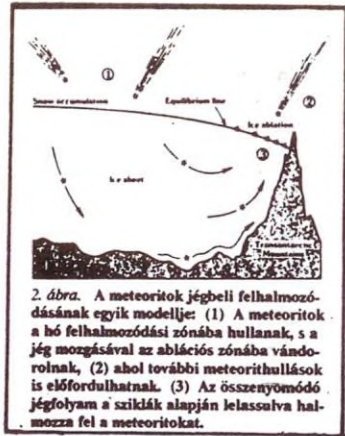 ①
②
Snow accumulation
Equilibrium line
Ice ablation
③
Ice sheet
Transantarctic
Mountains
2. ábra. A meteoritok jégbeli felhalmozó-
dásának egyik modellje: (1) A meteoritok
a hó felhalmozódási zónába hullanak, s a
jég mozgásával az ablációs zónába vándo-
rolnak, (2) ahol további meteorithullások
is előfordulhatnak. (3) Az összenyomódó
jégfolyam a sziklák alapján lelassulva hal-
mozza fel a meteoritokat.